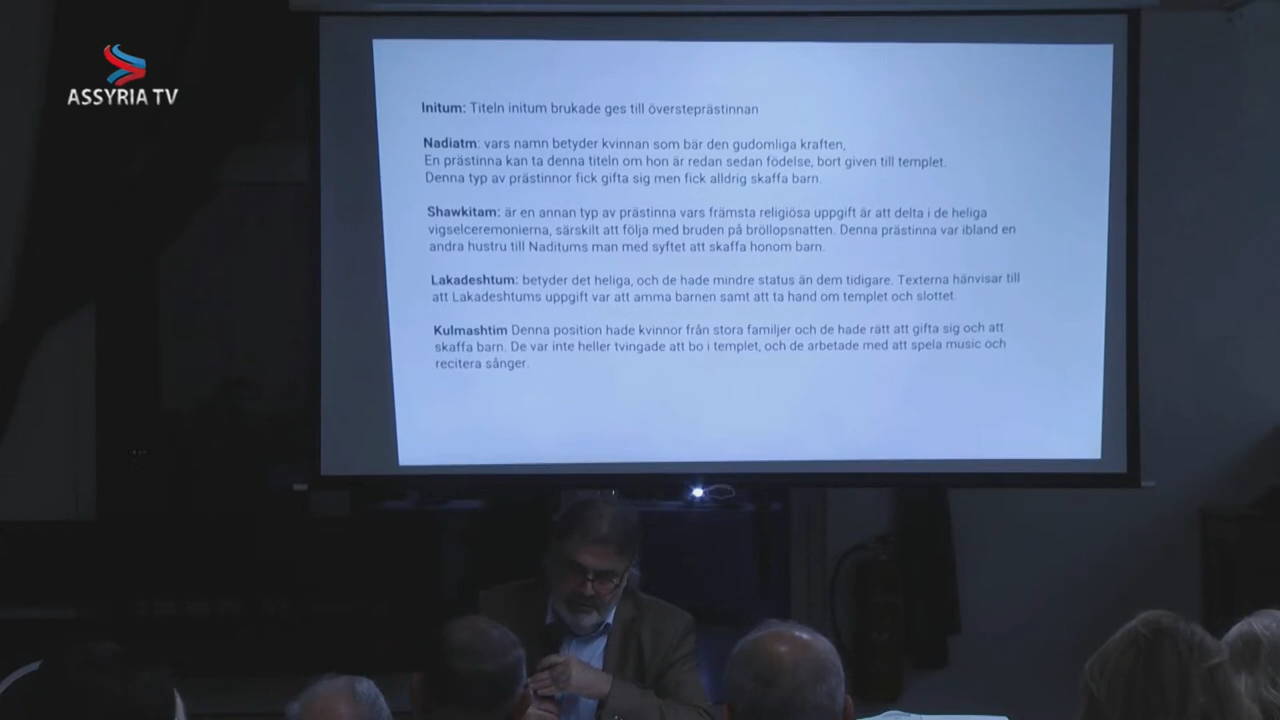 ASSYRIA TV
Initum: Titeln initum brukade ges till översteprästinnan
Nadiatm: vars namn betyder kvinnan som bär den gudomliga kraften,
En prästinna kan ta denna titeln om hon är redan sedan födelse, bort given till templet.
Denna typ av prästinnor fick gifta sig men fick alldrig skaffa barn.
Shawkitam: är en annan typ av prästinna vars främsta religiösa uppgift är att delta i de heliga
vigselceremonierna, särskilt att följa med bruden på bröllopsnatten. Denna prästinna var ibland en
andra hustru till Naditums man med syftet att skaffa honom barn.
Lakadeshtum: betyder det heliga, och de hade mindre status än dem tidigare. Texterna hänvisar till
att Lakadeshtums uppgift var att amma barnen samt att ta hand om templet och slottet.
Kulmashtim Denna position hade kvinnor från stora familjer och de hade rätt att gifta sig och att
skaffa barn. De var inte heller tvingade att bo i templet, och de arbetade med att spela music och
recitera sånger.